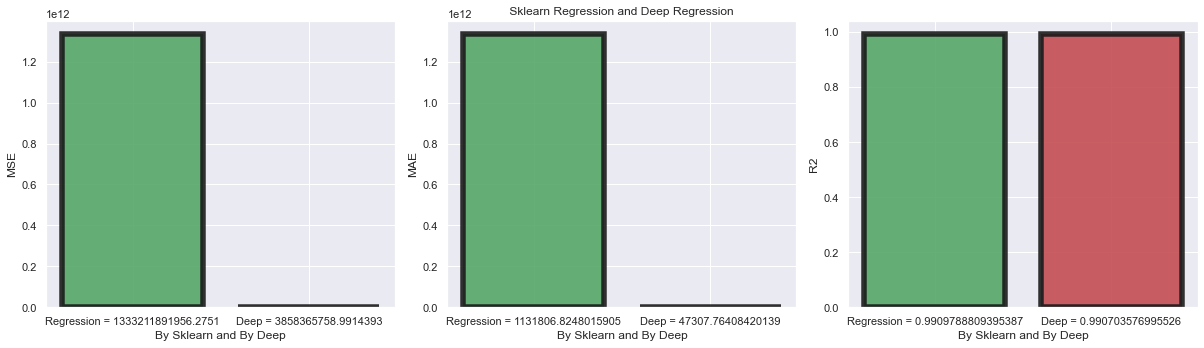 Sklearn Regression and Deep Regression
1e12
MSE
1.2
1.0
0.8
0.6
0.4
0.2
0.0
Regression = 1333211891956.2751
Deep = 3858365758.9914393
By Sklearn and By Deep
1e12
MAE
1.2
1.0
0.8
0.6
0.4
0.2
0.0
Regression = 1131806.8248015905
Deep = 47307.76408420139
By Sklearn and By Deep
R2
1.0
0.8
0.6
0.4
0.2
0.0
Regression = 0.9909788809395387
Deep = 0.990703576995526
By Sklearn and By Deep